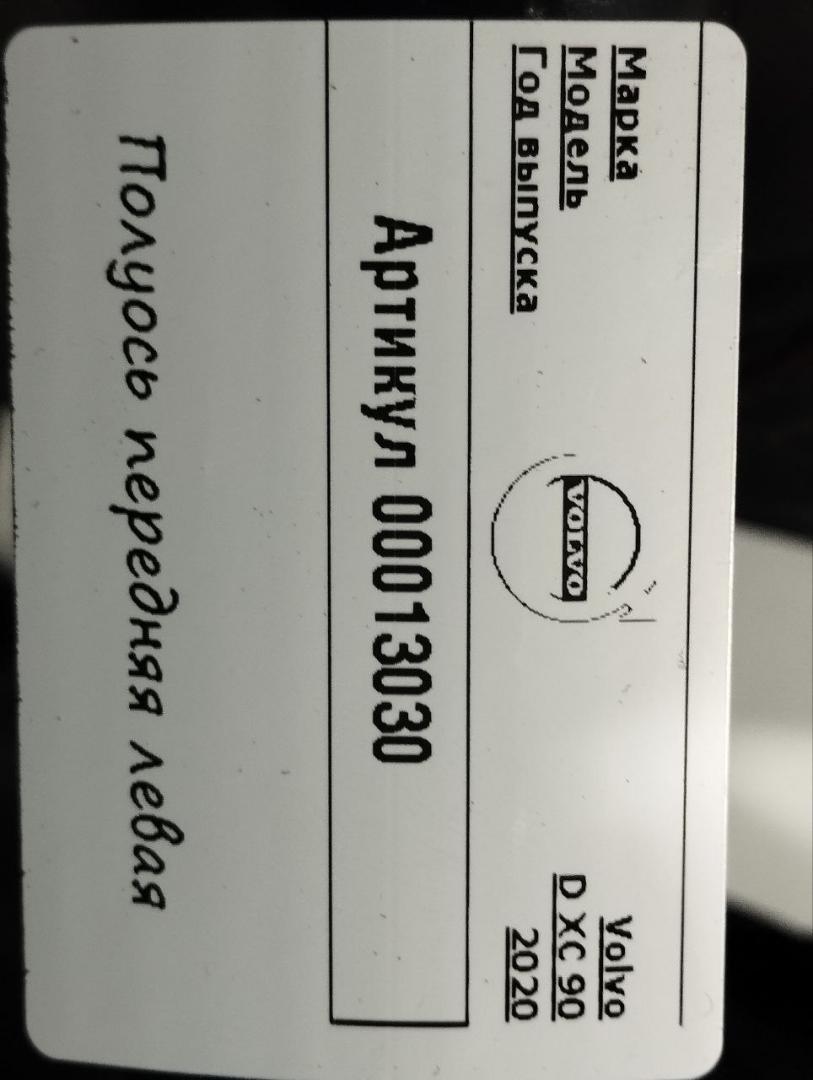 Марка Volvo
Модель D XC 90
Год выпуска 2020
VOLVO
Артикул 00013030
Полуось передняя левая